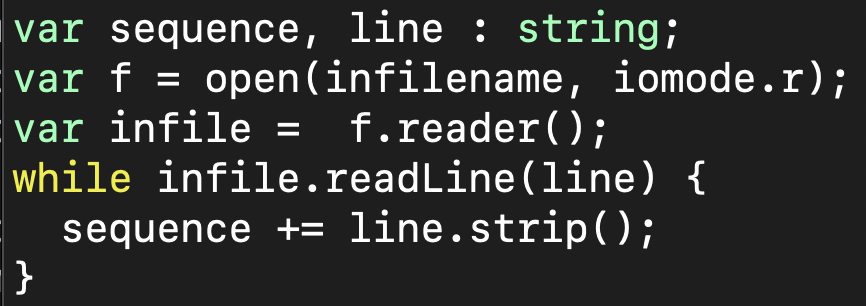 var sequence, line : string;
var f = open(infilename, iomode.r);
var infile =  f.reader();
while infile.readLine(line) {
  sequence += line.strip();
}